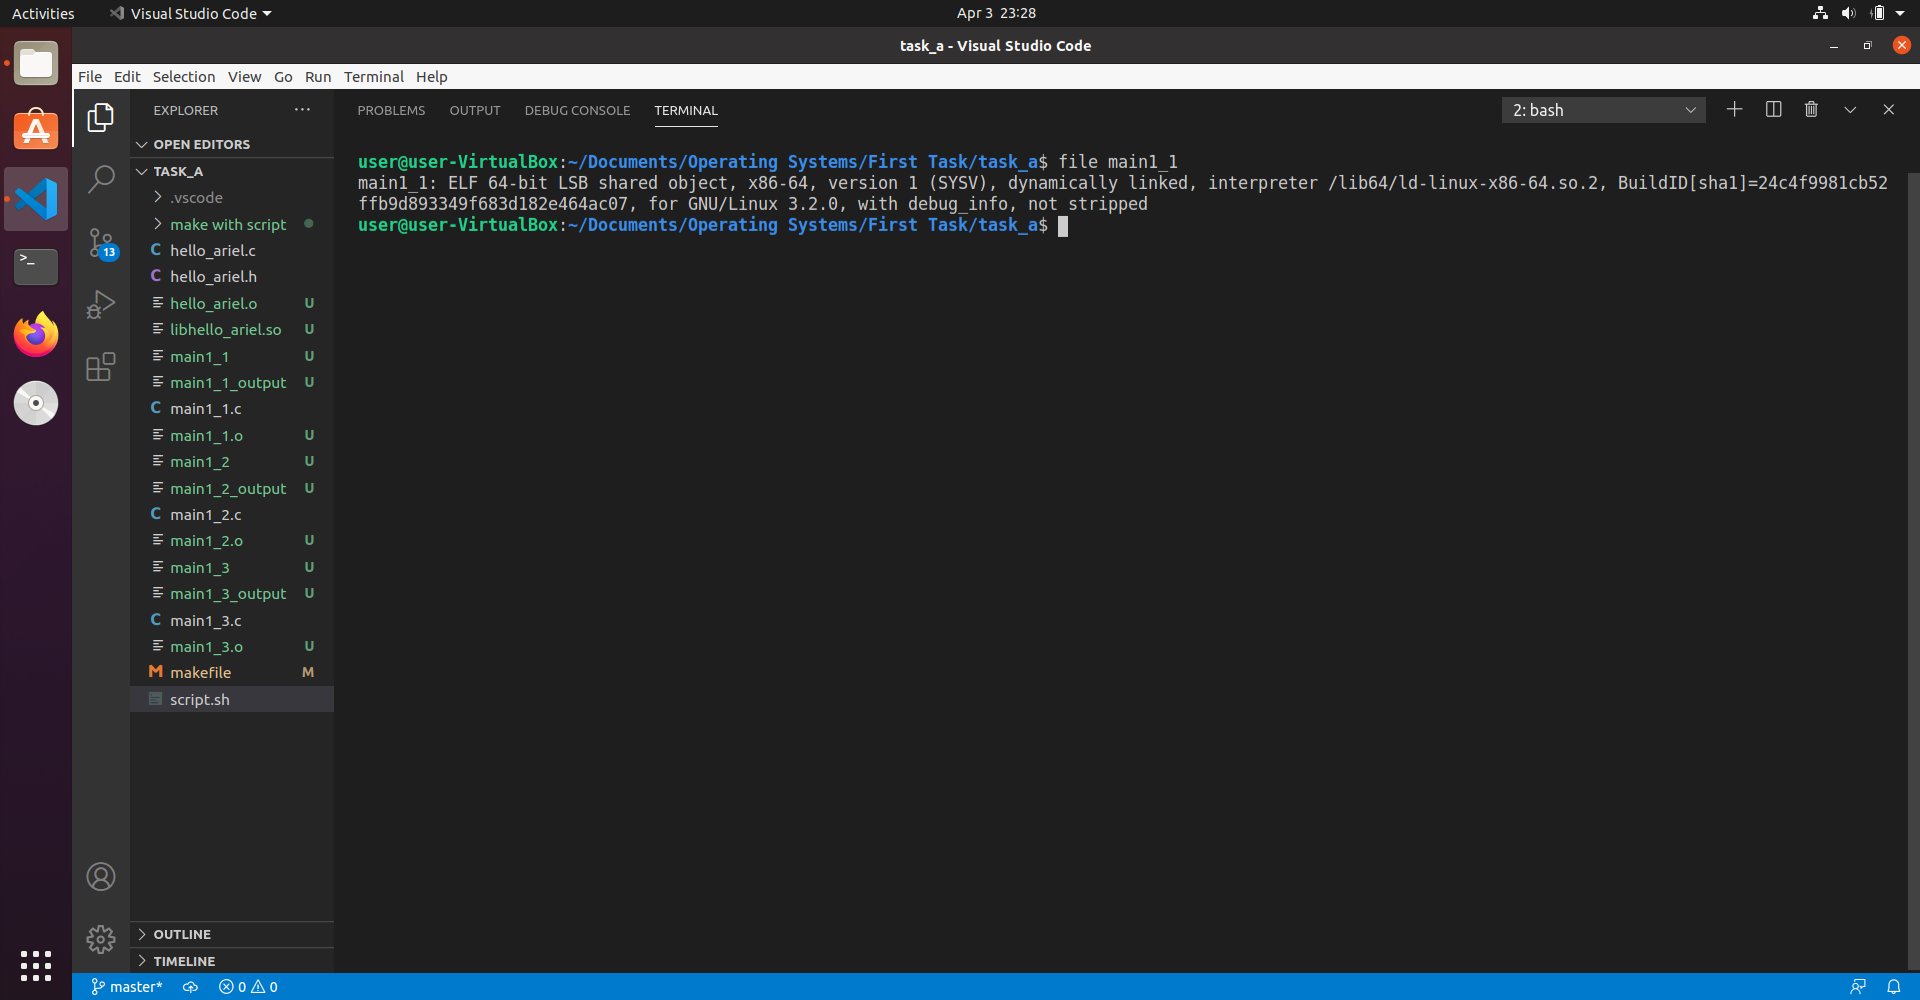 Activities
Visual Studio Code
Apr 3 23:28
task_a - Visual Studio Code
File Edit Selection View Go Run Terminal Help
EXPLORER
OPEN EDITORS
TASK_A
.vscode
make with script
C hello_ariel.c
C hello_ariel.h
hello_ariel.o U
libhello_ariel.so U
main1_1 U
main1_1_output U
C main1_1.c
main1_1.o U
main1_2 U
main1_2_output U
C main1_2.c
main1_2.o U
main1_3 U
main1_3_output U
C main1_3.c
main1_3.o U
M makefile M
script.sh
OUTLINE
TIMELINE
13
PROBLEMS OUTPUT DEBUG CONSOLE TERMINAL
2: bash
user@user-VirtualBox:~/Documents/Operating Systems/First Task/task_a$ file main1_1
main1_1: ELF 64-bit LSB shared object, x86-64, version 1 (SYSV), dynamically linked, interpreter /lib64/ld-linux-x86-64.so.2, BuildID[sha1]=24c4f9981cb52
ffb9d893349f683d182e464ac07, for GNU/Linux 3.2.0, with debug_info, not stripped
user@user-VirtualBox:~/Documents/Operating Systems/First Task/task_a$
master* 0 0